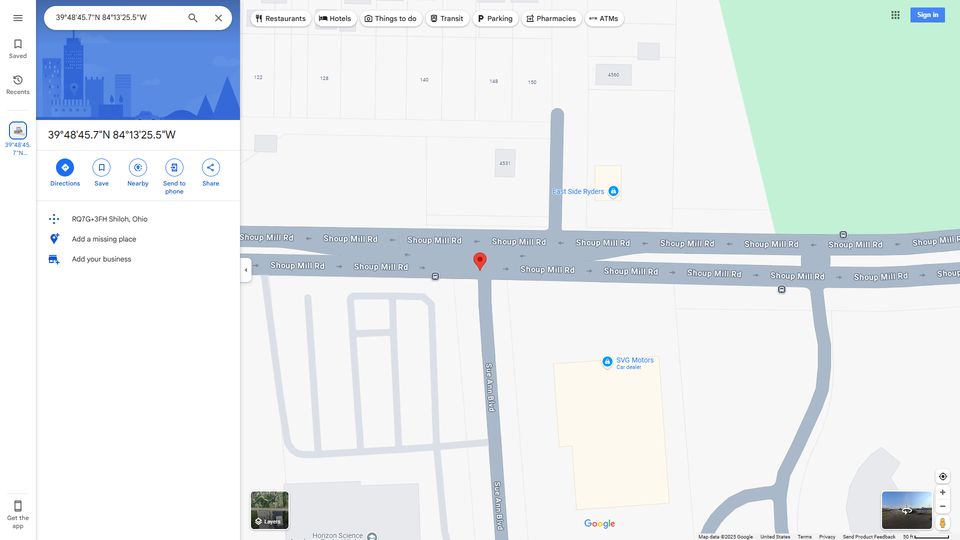 39°48'45.7"N 84°13'25.5"W
Restaurants
Hotels
Things to do
Transit
Parking
Pharmacies
ATMs
Sign in
Saved
Recents
39°48'45.
7"N...
Get the
app
39°48'45.7"N 84°13'25.5"W
Directions
Save
Nearby
Send to
phone
Share
RQ7G+3FH Shiloh, Ohio
Add a missing place
Add your business
122
128
140
148
150
4560
4531
East Side Ryders
Shoup Mill Rd
Shoup Mill Rd
Shoup Mill Rd
Shoup Mill Rd
Shoup Mill Rd
Shoup Mill Rd
Shoup Mill Rd
Shoup Mill Rd
Shoup Mill R
Shoup Mill Rd
Shoup Mill Rd
Shoup Mill Rd
Shoup Mill Rd
Shoup Mill Rd
Shoup Mill Rd
Shoup Mill Rd
Shou
SVG Motors
Car dealer
Sue Ann Blvd
Sue Ann Blvd
Horizon Science
Layers
Google
Map data ©2025 Google
United States
Terms
Privacy
Send Product Feedback
50 ft